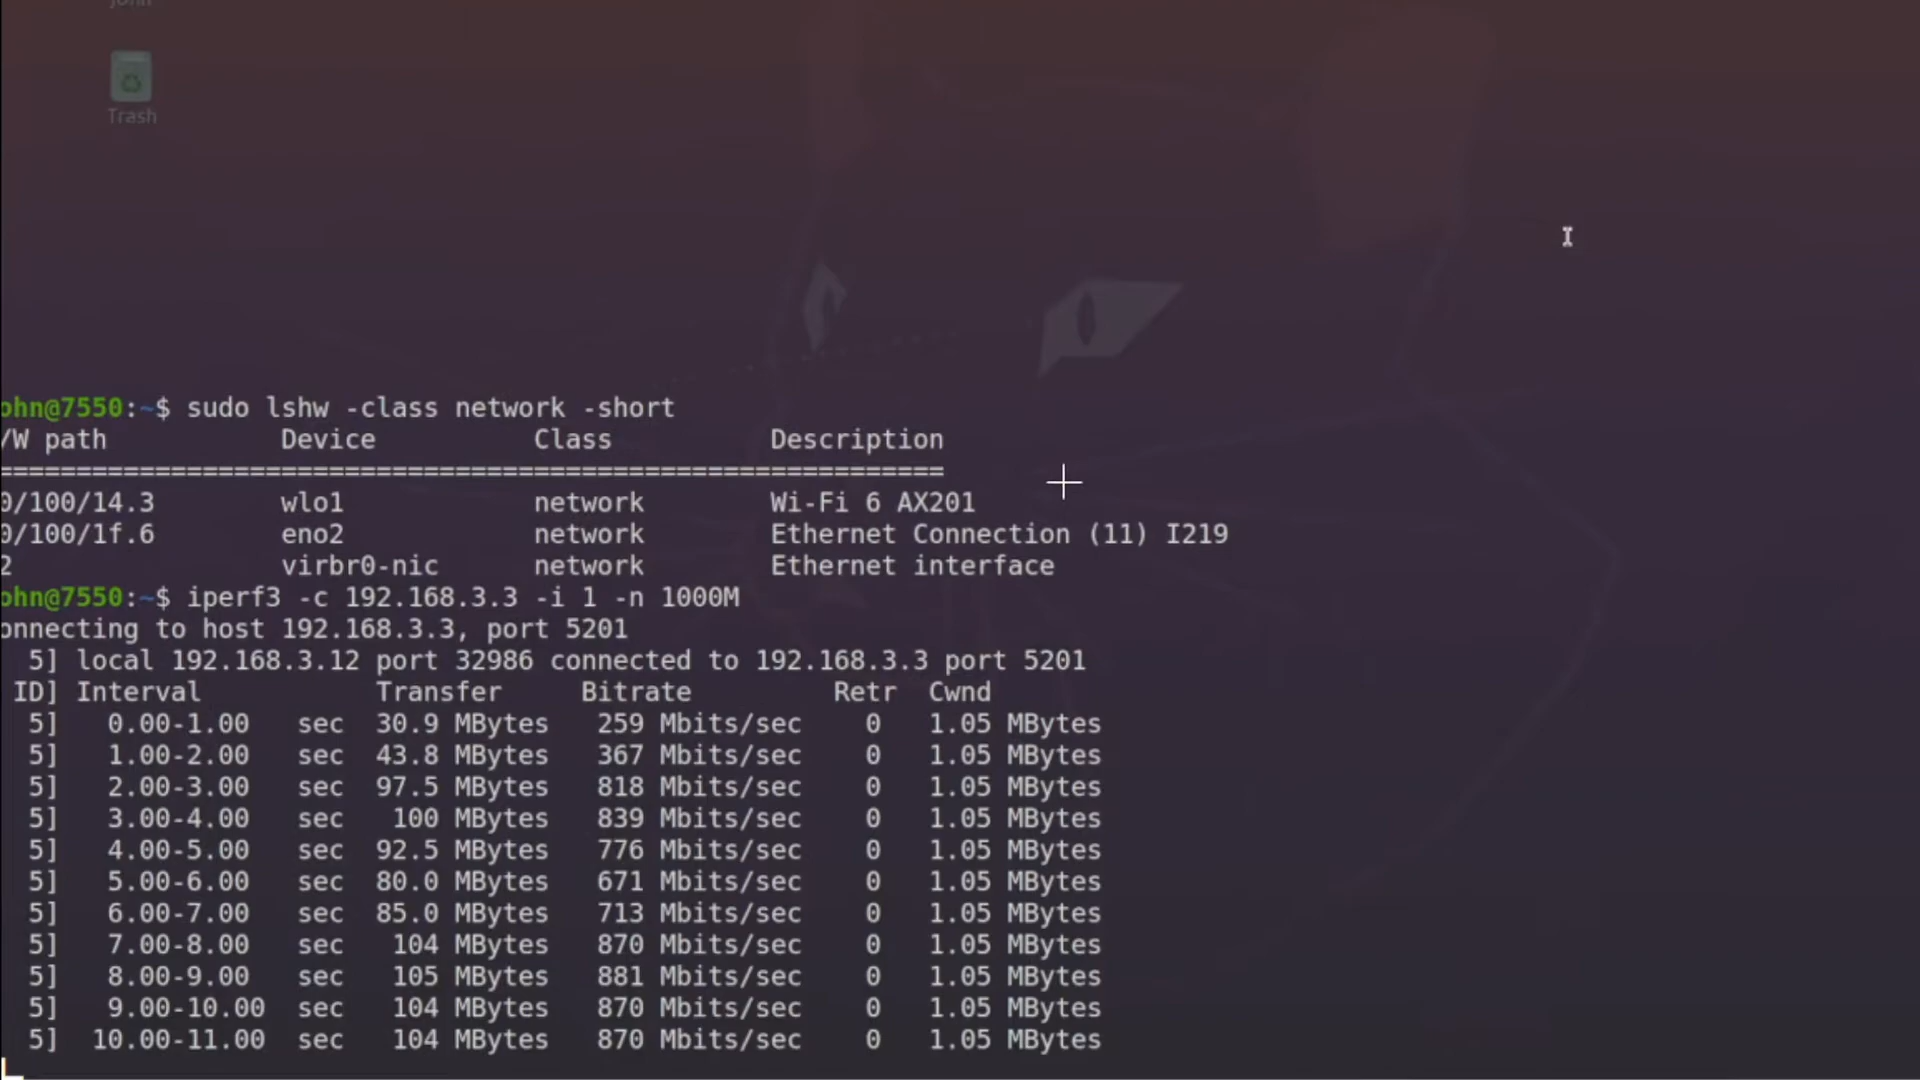 John
Trash
ohn@7550:~$ sudo lshw -class network -short
/W path Device Class Description
============================================================
0/100/14.3 wlo1 network Wi-Fi 6 AX201
0/100/1f.6 eno2 network Ethernet Connection (11) I219
2 virbr0-nic network Ethernet interface
ohn@7550:~$ iperf3 -c 192.168.3.3 -i 1 -n 1000M
onnecting to host 192.168.3.3, port 5201
5] local 192.168.3.12 port 32986 connected to 192.168.3.3 port 5201
ID] Interval Transfer Bitrate Retr Cwnd
5] 0.00-1.00 sec 30.9 MBytes 259 Mbits/sec 0 1.05 MBytes
5] 1.00-2.00 sec 43.8 MBytes 367 Mbits/sec 0 1.05 MBytes
5] 2.00-3.00 sec 97.5 MBytes 818 Mbits/sec 0 1.05 MBytes
5] 3.00-4.00 sec 100 MBytes 839 Mbits/sec 0 1.05 MBytes
5] 4.00-5.00 sec 92.5 MBytes 776 Mbits/sec 0 1.05 MBytes
5] 5.00-6.00 sec 80.0 MBytes 671 Mbits/sec 0 1.05 MBytes
5] 6.00-7.00 sec 85.0 MBytes 713 Mbits/sec 0 1.05 MBytes
5] 7.00-8.00 sec 104 MBytes 870 Mbits/sec 0 1.05 MBytes
5] 8.00-9.00 sec 105 MBytes 881 Mbits/sec 0 1.05 MBytes
5] 9.00-10.00 sec 104 MBytes 870 Mbits/sec 0 1.05 MBytes
5] 10.00-11.00 sec 104 MBytes 870 Mbits/sec 0 1.05 MBytes